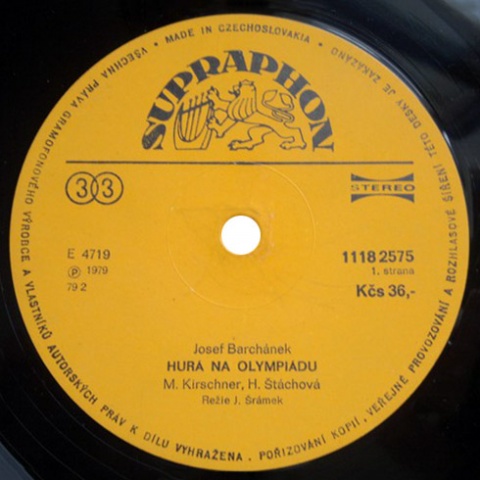 • MADE IN CZECHOSLOVAKIA •
VŠECHNA PRÁVA GRAMOFONOVÉHO VÝROBCE A VLASTNÍKŮ AUTORSKÝCH PRÁV K DÍLU VYHRAŽENA. POŘIZOVÁNÍ KOPIÍ, VEŘEJNÉ PROVOZOVÁNÍ A ROZHLASOVÉ ŠÍŘENÍ TÉTO DESKY JE ZAKÁZÁNO
SUPRAPHON
33
STEREO
E 4719
Ⓟ 1979
79 2
1118 2575
1. strana
Kčs 36,-
Josef Barchánek
HURÁ NA OLYMPIÁDU
M. Kirschner, H. Štáchová
Režie J. Šrámek